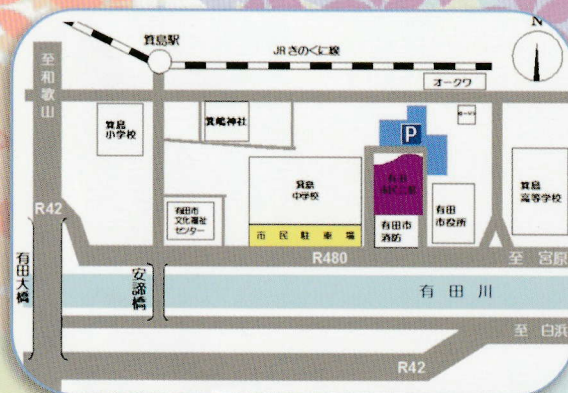 N
箕島駅
JRきのくに線
至和歌山
オークワ
箕島
小学校
箕嶋神社
P
箕島
中学校
有田
箕島
高等学校
有田市
文化福祉
センター
有田
市役所
有田市
消防
市民駐車場
R42
R480
至 宮原
有田大橋
安諦橋
有田川
至 白浜
R42